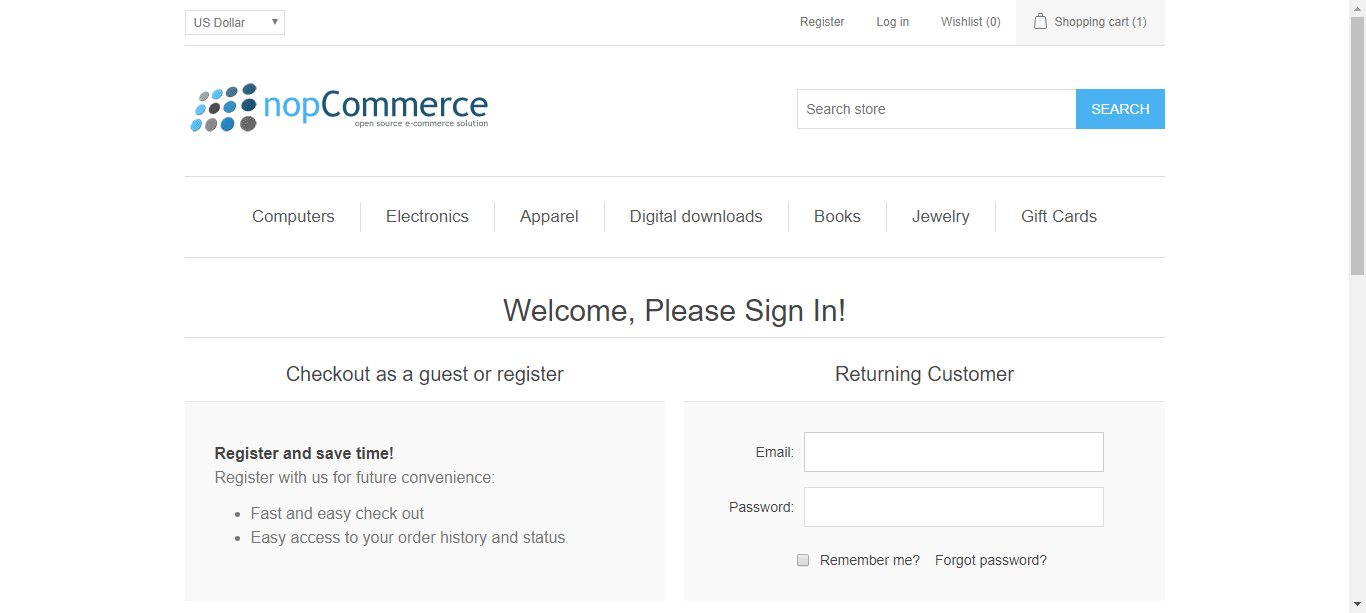 US Dollar Register Log in Wishlist (0) Shopping cart (1)
nopCommerce
open source e-commerce solution
Search store SEARCH
Computers Electronics Apparel Digital downloads Books Jewelry Gift Cards
Welcome, Please Sign In!
Checkout as a guest or register
Register and save time!
Register with us for future convenience:
Fast and easy check out
Easy access to your order history and status
Returning Customer
Email:
Password:
Remember me? Forgot password?